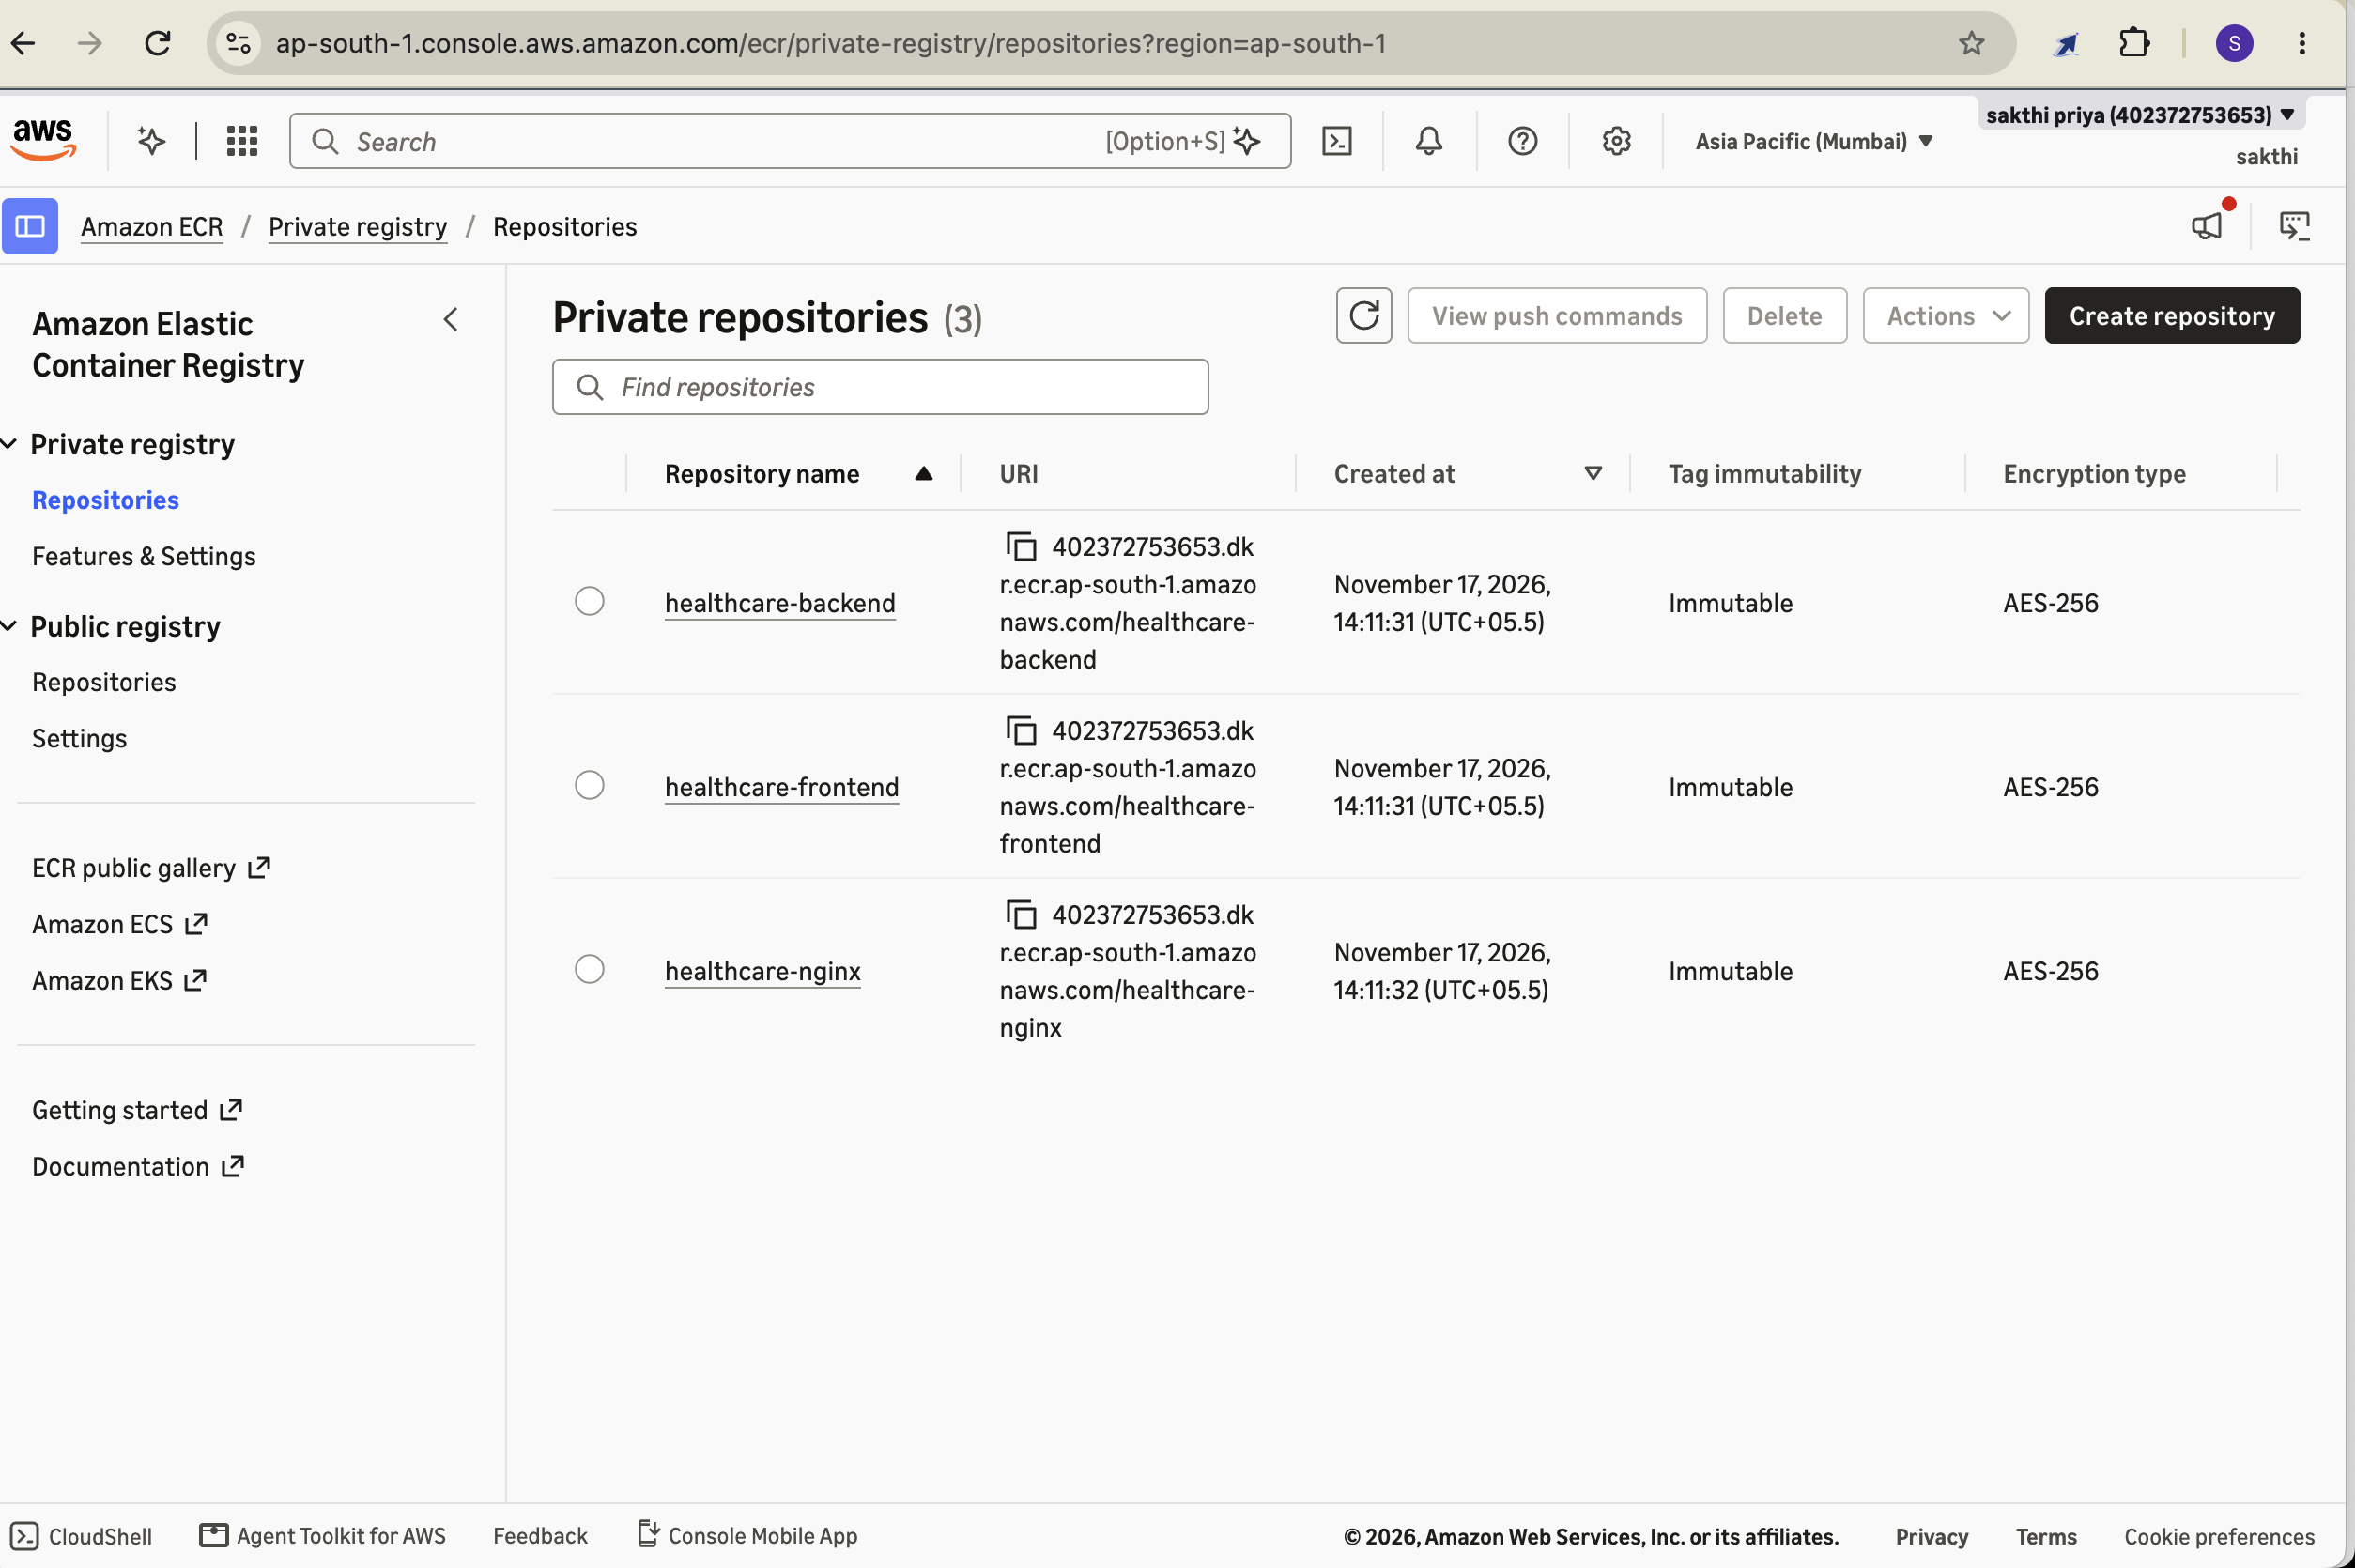 ap-south-1.console.aws.amazon.com/ecr/private-registry/repositories?region=ap-south-1
S
aws
Search
[Option+S]
Asia Pacific (Mumbai)
sakthi priya (402372753653)
sakthi
Amazon ECR / Private registry / Repositories
Amazon Elastic
Container Registry
Private registry
Repositories
Features & Settings
Public registry
Repositories
Settings
ECR public gallery
Amazon ECS
Amazon EKS
Getting started
Documentation
Private repositories (3)
View push commands
Delete
Actions
Create repository
Find repositories
Repository name
URI
Created at
Tag immutability
Encryption type
healthcare-backend
402372753653.dk
r.ecr.ap-south-1.amazo
naws.com/healthcare-
backend
November 17, 2026,
14:11:31 (UTC+05.5)
Immutable
AES-256
healthcare-frontend
402372753653.dk
r.ecr.ap-south-1.amazo
naws.com/healthcare-
frontend
November 17, 2026,
14:11:31 (UTC+05.5)
Immutable
AES-256
healthcare-nginx
402372753653.dk
r.ecr.ap-south-1.amazo
naws.com/healthcare-
nginx
November 17, 2026,
14:11:32 (UTC+05.5)
Immutable
AES-256
CloudShell
Agent Toolkit for AWS
Feedback
Console Mobile App
© 2026, Amazon Web Services, Inc. or its affiliates.
Privacy
Terms
Cookie preferences